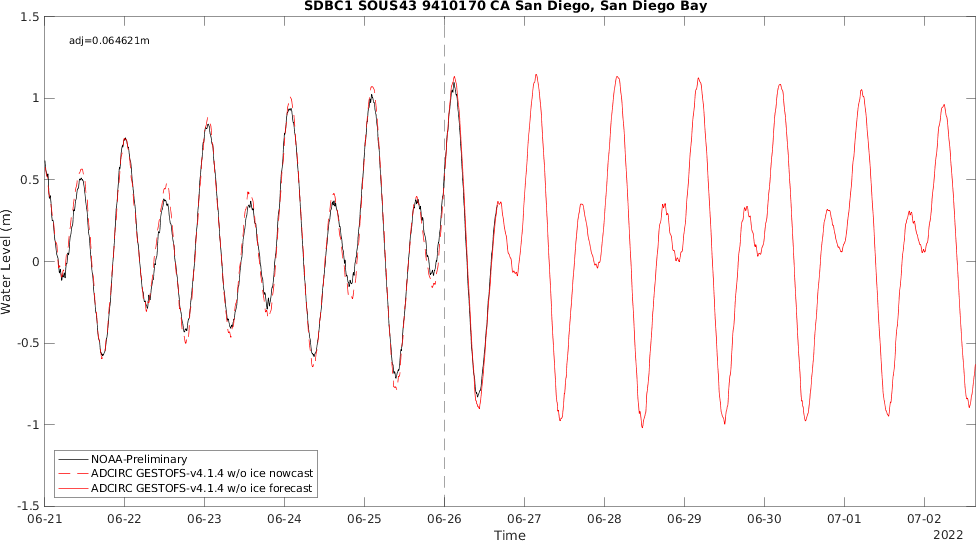 SDBC1 SOUS43 9410170 CA San Diego, San Diego Bay
adj=0.064621m
Water Level (m)
1.5
1
0.5
0
-0.5
-1
-1.5
NOAA-Preliminary
ADCIRC GESTOFS-v4.1.4 w/o ice nowcast
ADCIRC GESTOFS-v4.1.4 w/o ice forecast
06-21 06-22 06-23 06-24 06-25 06-26 06-27 06-28 06-29 06-30 07-01 07-02
Time
2022